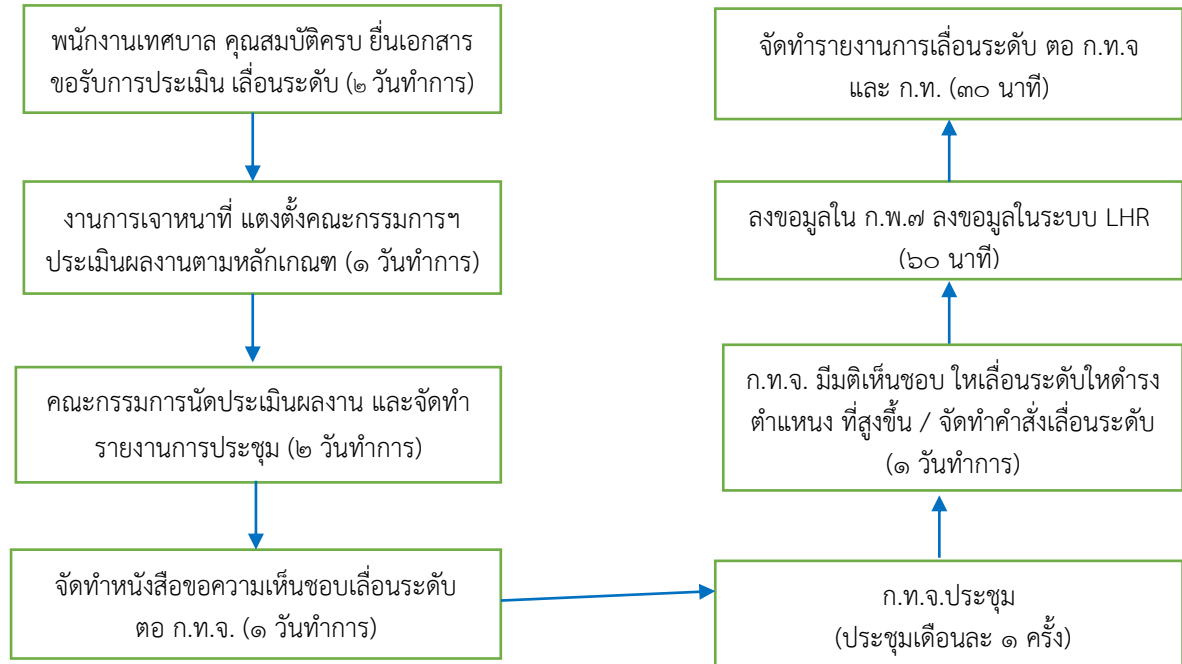 พนักงานเทศบาล คุณสมบัติครบ ยื่นเอกสาร
ขอรับการประเมิน เลื่อนระดับ (๒ วันทำการ)
งานการเจาหนาที่ แตงตั้งคณะกรรมการฯ
ประเมินผลงานตามหลักเกณฑ (๑ วันทำการ)
คณะกรรมการนัดประเมินผลงาน และจัดทำ
รายงานการประชุม (๒ วันทำการ)
จัดทำหนังสือขอความเห็นชอบเลื่อนระดับ
ตอ ก.ท.จ. (๑ วันทำการ)
ก.ท.จ.ประชุม
(ประชุมเดือนละ ๑ ครั้ง)
ก.ท.จ. มีมติเห็นชอบ ใหเลื่อนระดับใหดำรง
ตำแหนง ที่สูงขึ้น / จัดทำคำสั่งเลื่อนระดับ
(๑ วันทำการ)
ลงขอมูลใน ก.พ.๗ ลงขอมูลในระบบ LHR
(๖๐ นาที)
จัดทำรายงานการเลื่อนระดับ ตอ ก.ท.จ
และ ก.ท. (๓๐ นาที)